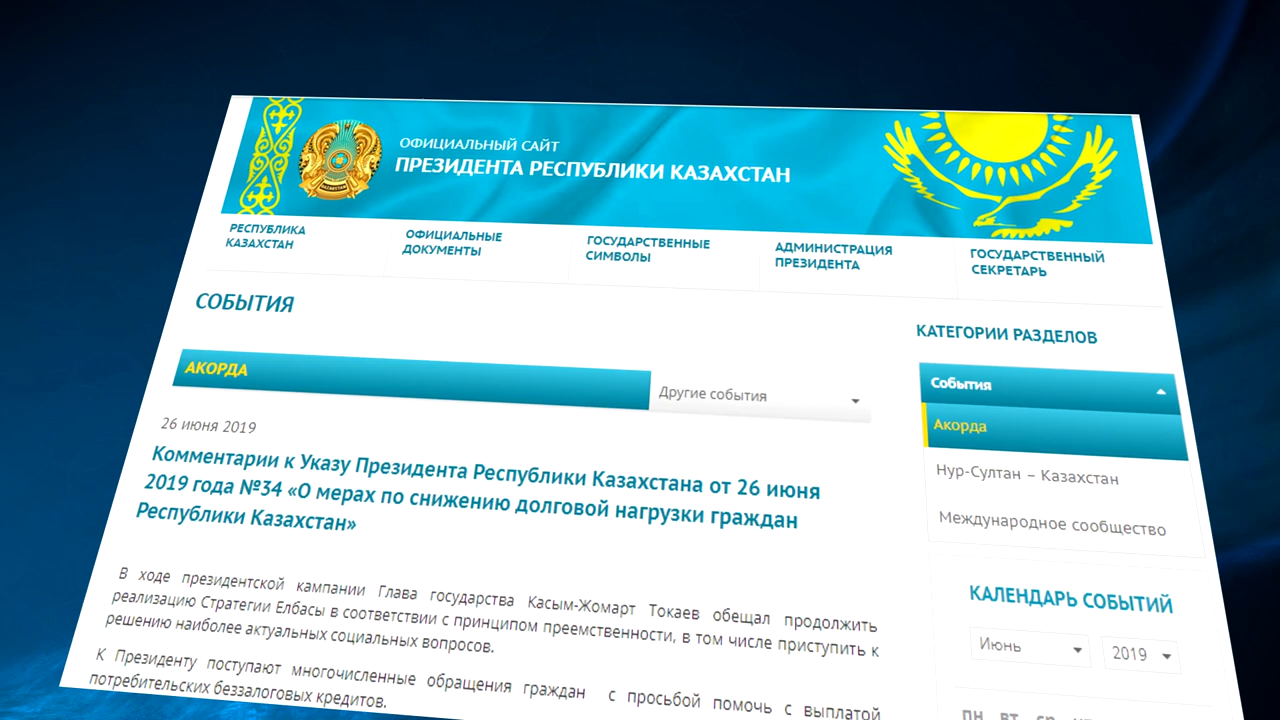 ОФИЦИАЛЬНЫЙ САЙТ
ПРЕЗИДЕНТА РЕСПУБЛИКИ КАЗАХСТАН
РЕСПУБЛИКА
КАЗАХСТАН
ОФИЦИАЛЬНЫЕ
ДОКУМЕНТЫ
ГОСУДАРСТВЕННЫЕ
СИМВОЛЫ
АДМИНИСТРАЦИЯ
ПРЕЗИДЕНТА
ГОСУДАРСТВЕННЫЙ
СЕКРЕТАРЬ
СОБЫТИЯ
АКОРДА
Другие события
26 июня 2019
Комментарии к Указу Президента Республики Казахстана от 26 июня
2019 года №34 «О мерах по снижению долговой нагрузки граждан
Республики Казахстан»
В ходе президентской кампании Глава государства Касым-Жомарт Токаев обещал продолжить
реализацию Стратегии Елбасы в соответствии с принципом преемственности, в том числе приступить к
решению наиболее актуальных социальных вопросов.
К Президенту поступают многочисленные обращения граждан с просьбой помочь с выплатой
потребительских беззалоговых кредитов.
КАТЕГОРИИ РАЗДЕЛОВ
События
Акорда
Нур-Султан – Казахстан
Международное сообщество
КАЛЕНДАРЬ СОБЫТИЙ
Июнь
2019
пн вт ср